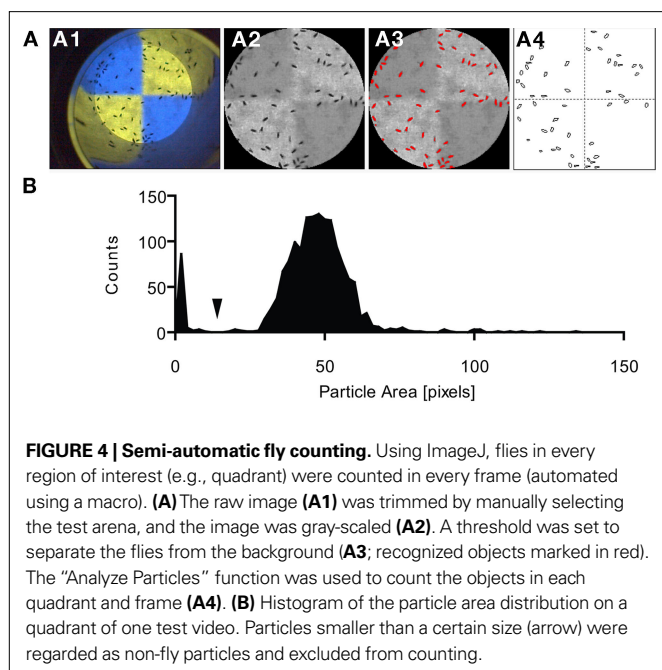 A
A1 A2 A3 A4
B
150
100
50
0
Counts
0 50 100 150
Particle Area [pixels]
FIGURE 4 | Semi-automatic fly counting. Using ImageJ, flies in every
region of interest (e.g., quadrant) were counted in every frame (automated
using a macro). (A) The raw image (A1) was trimmed by manually selecting
the test arena, and the image was gray-scaled (A2). A threshold was set to
separate the flies from the background (A3; recognized objects marked in red).
The “Analyze Particles” function was used to count the objects in each
quadrant and frame (A4). (B) Histogram of the particle area distribution on a
quadrant of one test video. Particles smaller than a certain size (arrow) were
regarded as non-fly particles and excluded from counting.